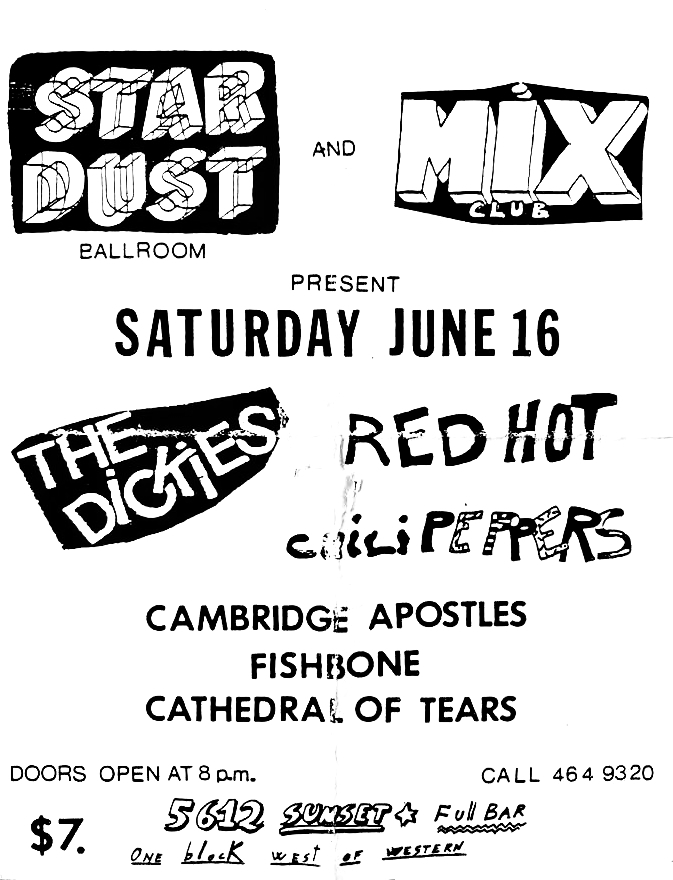 STAR DUST
BALLROOM
AND
MIX
CLUB
PRESENT
SATURDAY JUNE 16
THE DICKIES
RED HOT
CHiLi PEPPERS
CAMBRIDGE APOSTLES
FISHBONE
CATHEDRAL OF TEARS
DOORS OPEN AT 8 p.m.
CALL 464 9320
$7.
5612 SUNSET Full BAR
ONE block WEST OF WESTERN